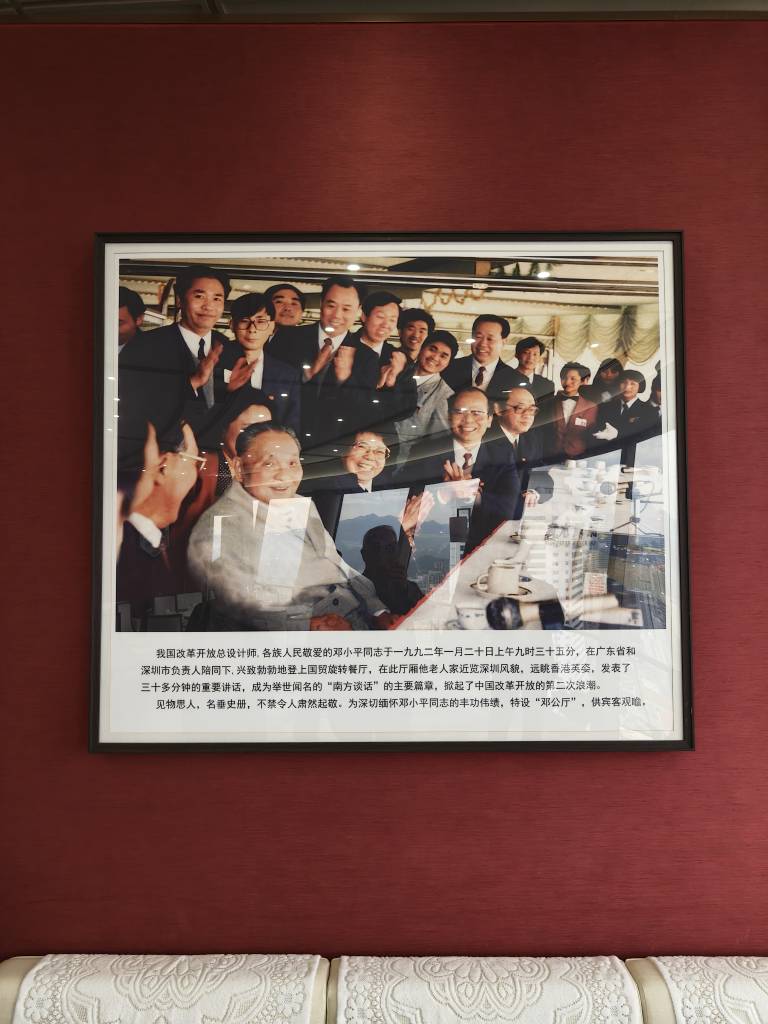 我国改革开放总设计师、各族人民敬爱的邓小平同志于一九九二年一月二十日上午九时三十五分，在广东省和
深圳市负责人陪同下，兴致勃勃地登上国贸旋转餐厅，在此厅厢他老人家近览深圳风貌，远眺香港英姿，发表了
三十多分钟的重要讲话，成为举世闻名的“南方谈话”的主要篇章，掀起了中国改革开放的第二次浪潮。
见物思人，名垂史册，不禁令人肃然起敬。为深切缅怀邓小平同志的丰功伟绩，特设“邓公厅”，供宾客观瞻。